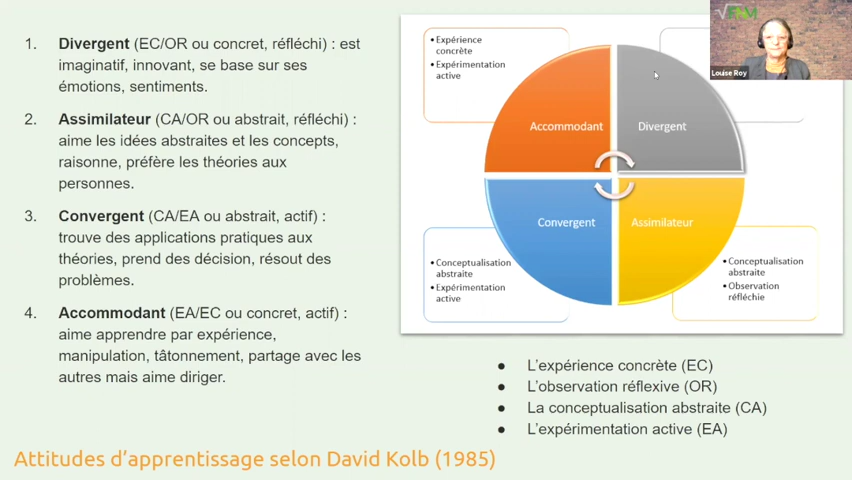 1. Divergent (EC/OR ou concret, réfléchi) : est
imaginatif, innovant, se base sur ses
émotions, sentiments.
2. Assimilateur (CA/OR ou abstrait, réfléchi) :
aime les idées abstraites et les concepts,
raisonne, préfère les théories aux
personnes.
3. Convergent (CA/EA ou abstrait, actif) :
trouve des applications pratiques aux
théories, prend des décision, résout des
problèmes.
4. Accommodant (EA/EC ou concret, actif) :
aime apprendre par expérience,
manipulation, tâtonnement, partage avec les
autres mais aime diriger.
• Expérience
concrète
• Expérimentation
active
Accommodant
Divergent
Convergent
Assimilateur
• Conceptualisation
abstraite
• Expérimentation
active
• Conceptualisation
abstraite
• Observation
réfléchie
Louise Roy
● L'expérience concrète (EC)
● L'observation réflexive (OR)
● La conceptualisation abstraite (CA)
● L'expérimentation active (EA)
Attitudes d'apprentissage selon David Kolb (1985)